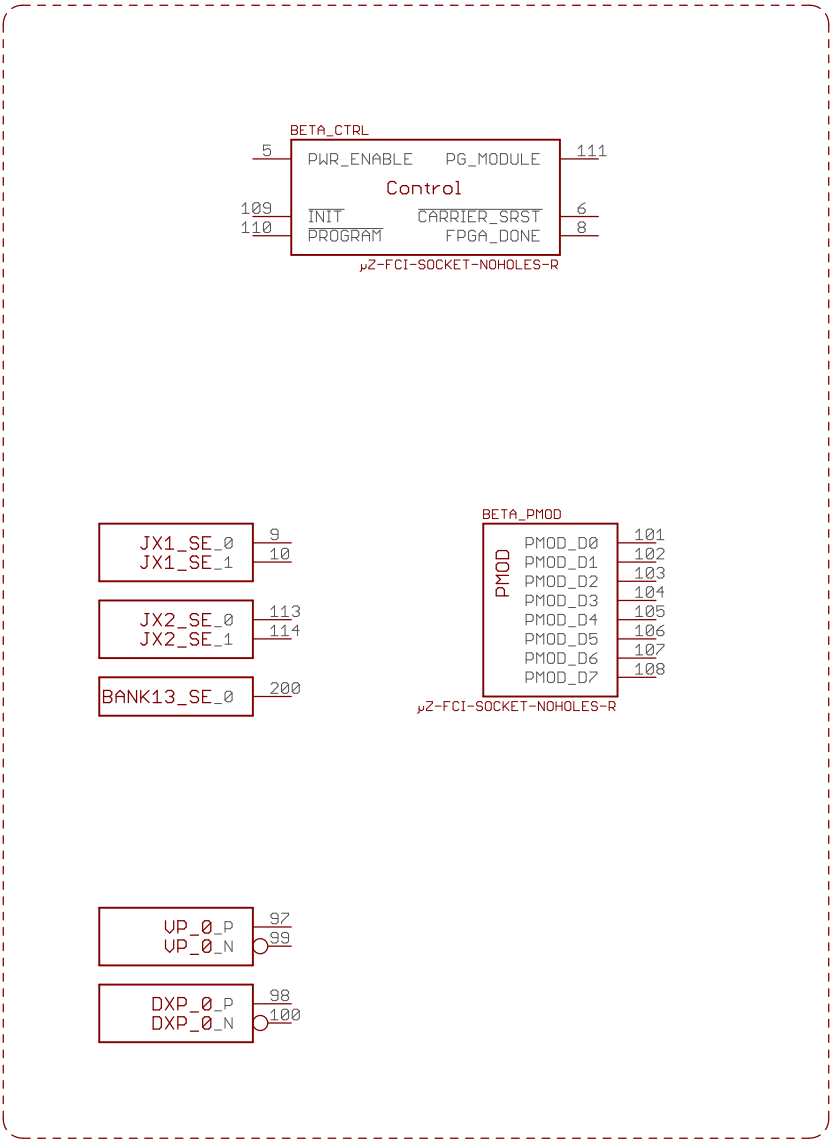 BETA_CTRL
5 PWR_ENABLE PG_MODULE 111
Control
109 INIT CARRIER_SRST 6
110 PROGRAM FPGA_DONE 8
µZ-FCI-SOCKET-NOHOLES-R
JX1_SE_0 9
JX1_SE_1 10
JX2_SE_0 113
JX2_SE_1 114
BANK13_SE_0 200
BETA_PMOD
PMOD
PMOD_D0 101
PMOD_D1 102
PMOD_D2 103
PMOD_D3 104
PMOD_D4 105
PMOD_D5 106
PMOD_D6 107
PMOD_D7 108
µZ-FCI-SOCKET-NOHOLES-R
VP_0_P 97
VP_0_N 99
DXP_0_P 98
DXP_0_N 100